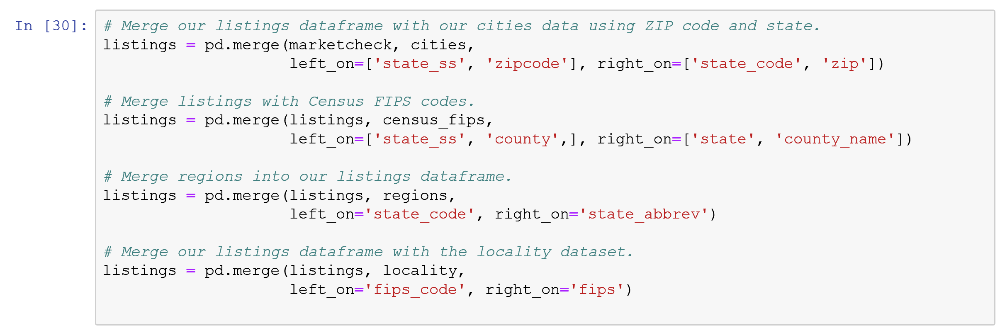 In [30]: # Merge our listings dataframe with our cities data using ZIP code and state.
listings = pd.merge(marketcheck, cities,
                    left_on=['state_ss', 'zipcode'], right_on=['state_code', 'zip'])

# Merge listings with Census FIPS codes.
listings = pd.merge(listings, census_fips,
                    left_on=['state_ss', 'county',], right_on=['state', 'county_name'])

# Merge regions into our listings dataframe.
listings = pd.merge(listings, regions,
                    left_on='state_code', right_on='state_abbrev')

# Merge our listings dataframe with the locality dataset.
listings = pd.merge(listings, locality,
                    left_on='fips_code', right_on='fips')